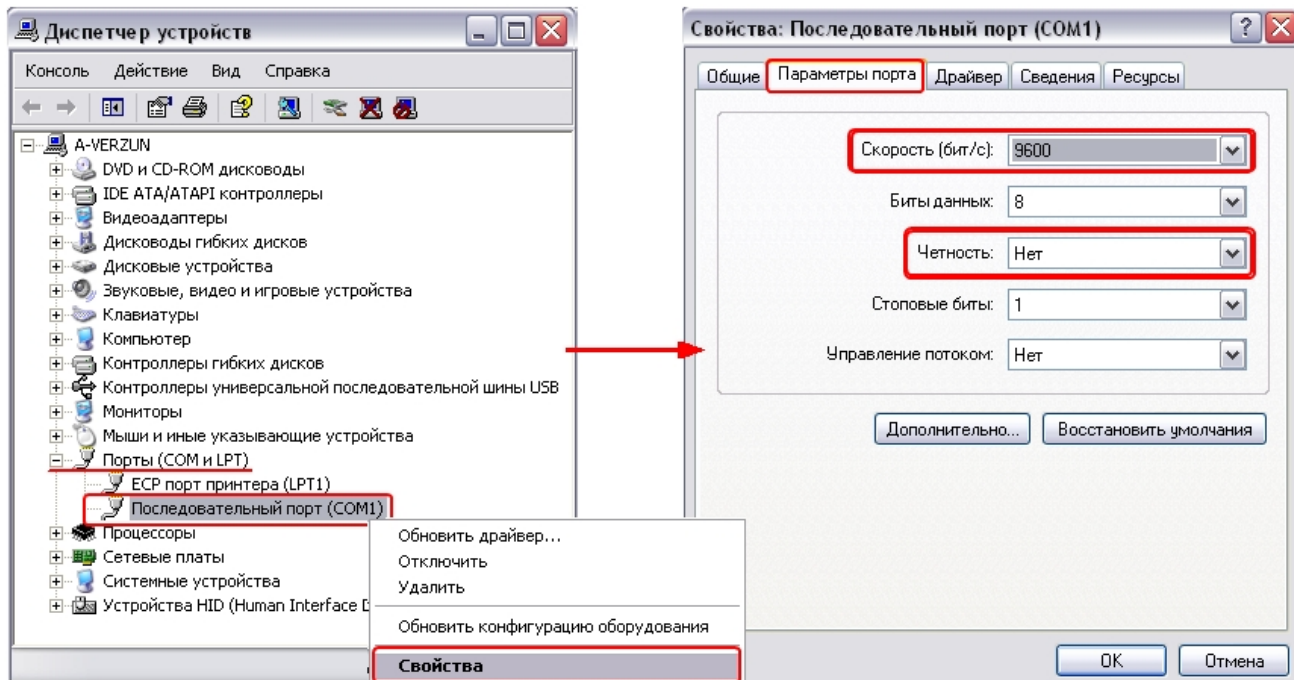 Диспетчер устройств
Консоль Действие Вид Справка
A-VERZUN
DVD и CD-ROM дисководы
IDE ATA/ATAPI контроллеры
Видеоадаптеры
Дисководы гибких дисков
Дисковые устройства
Звуковые, видео и игровые устройства
Клавиатуры
Компьютер
Контроллеры гибких дисков
Контроллеры универсальной последовательной шины USB
Мониторы
Мыши и иные указывающие устройства
Порты (COM и LPT)
ECP порт принтера (LPT1)
Последовательный порт (COM1)
Процессоры
Сетевые платы
Системные устройства
Устройства HID (Human Interface
Обновить драйвер...
Отключить
Удалить
Обновить конфигурацию оборудования
Свойства
Свойства: Последовательный порт (COM1)
Общие Параметры порта Драйвер Сведения Ресурсы
Скорость (бит/с): 9600
Биты данных: 8
Четность: Нет
Стоповые биты: 1
Управление потоком: Нет
Дополнительно... Восстановить умолчания
OK Отмена